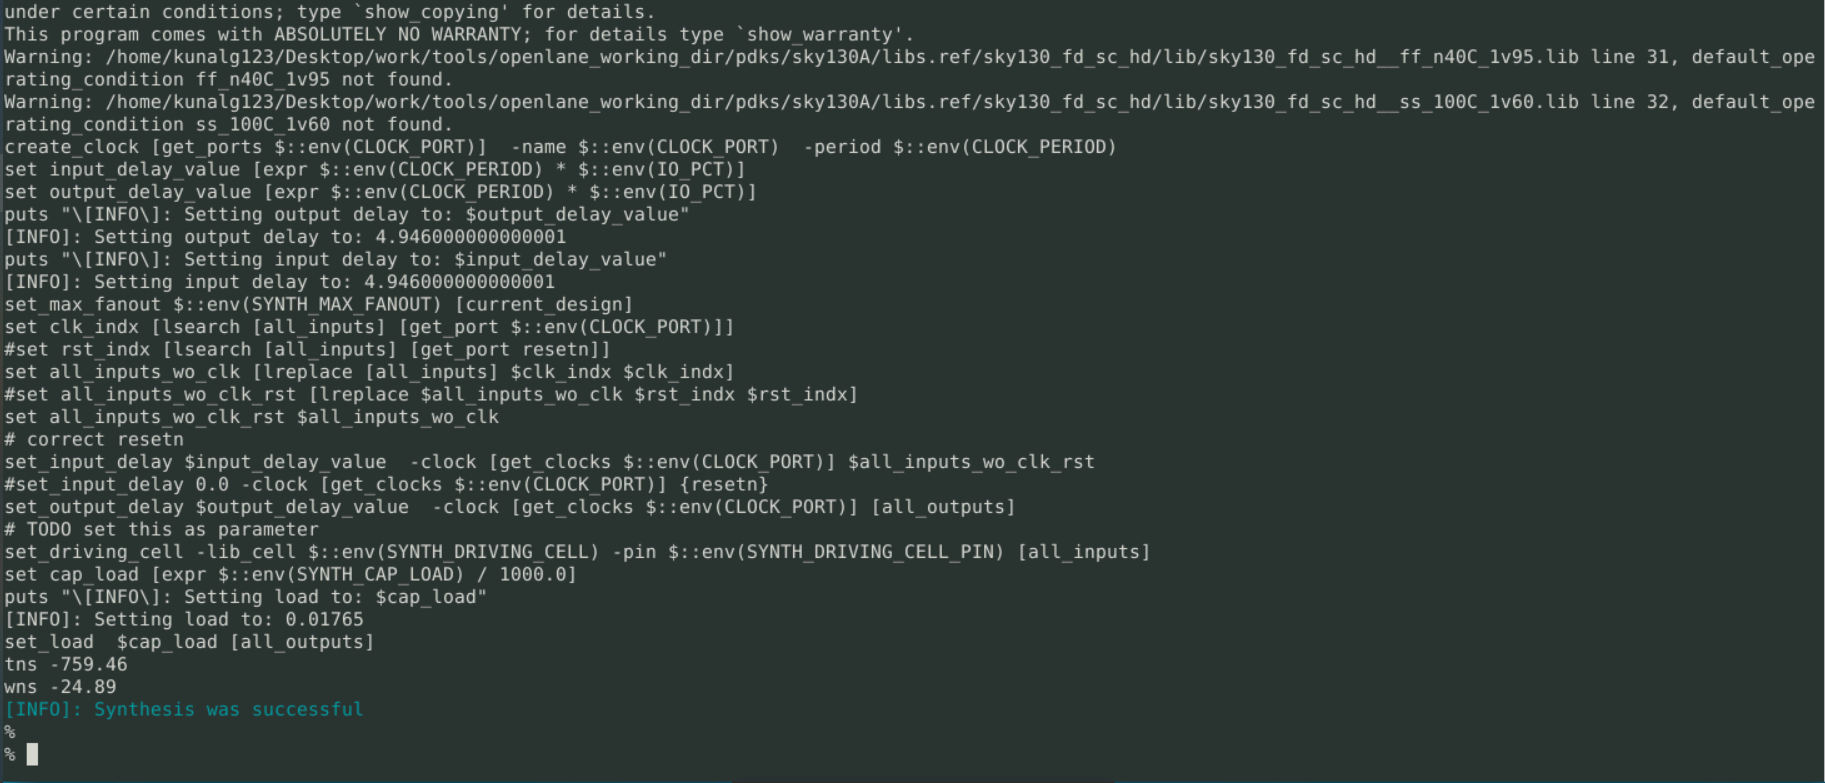 under certain conditions; type `show_copying' for details.
This program comes with ABSOLUTELY NO WARRANTY; for details type `show_warranty'.
Warning: /home/kunalg123/Desktop/work/tools/openlane_working_dir/pdks/sky130A/libs.ref/sky130_fd_sc_hd/lib/sky130_fd_sc_hd__ff_n40C_1v95.lib line 31, default_ope
rating_condition ff_n40C_1v95 not found.
Warning: /home/kunalg123/Desktop/work/tools/openlane_working_dir/pdks/sky130A/libs.ref/sky130_fd_sc_hd/lib/sky130_fd_sc_hd__ss_100C_1v60.lib line 32, default_ope
rating_condition ss_100C_1v60 not found.
create_clock [get_ports $::env(CLOCK_PORT)]  -name $::env(CLOCK_PORT)  -period $::env(CLOCK_PERIOD)
set input_delay_value [expr $::env(CLOCK_PERIOD) * $::env(IO_PCT)]
set output_delay_value [expr $::env(CLOCK_PERIOD) * $::env(IO_PCT)]
puts "\[INFO\]: Setting output delay to: $output_delay_value"
[INFO]: Setting output delay to: 4.946000000000001
puts "\[INFO\]: Setting input delay to: $input_delay_value"
[INFO]: Setting input delay to: 4.946000000000001
set_max_fanout $::env(SYNTH_MAX_FANOUT) [current_design]
set clk_indx [lsearch [all_inputs] [get_port $::env(CLOCK_PORT)]]
#set rst_indx [lsearch [all_inputs] [get_port resetn]]
set all_inputs_wo_clk [lreplace [all_inputs] $clk_indx $clk_indx]
#set all_inputs_wo_clk_rst [lreplace $all_inputs_wo_clk $rst_indx $rst_indx]
set all_inputs_wo_clk_rst $all_inputs_wo_clk
# correct resetn
set_input_delay $input_delay_value  -clock [get_clocks $::env(CLOCK_PORT)] $all_inputs_wo_clk_rst
#set_input_delay 0.0 -clock [get_clocks $::env(CLOCK_PORT)] {resetn}
set_output_delay $output_delay_value  -clock [get_clocks $::env(CLOCK_PORT)] [all_outputs]
# TODO set this as parameter
set_driving_cell -lib_cell $::env(SYNTH_DRIVING_CELL) -pin $::env(SYNTH_DRIVING_CELL_PIN) [all_inputs]
set cap_load [expr $::env(SYNTH_CAP_LOAD) / 1000.0]
puts "\[INFO\]: Setting load to: $cap_load"
[INFO]: Setting load to: 0.01765
set_load  $cap_load [all_outputs]
tns -759.46
wns -24.89
[INFO]: Synthesis was successful
%
%